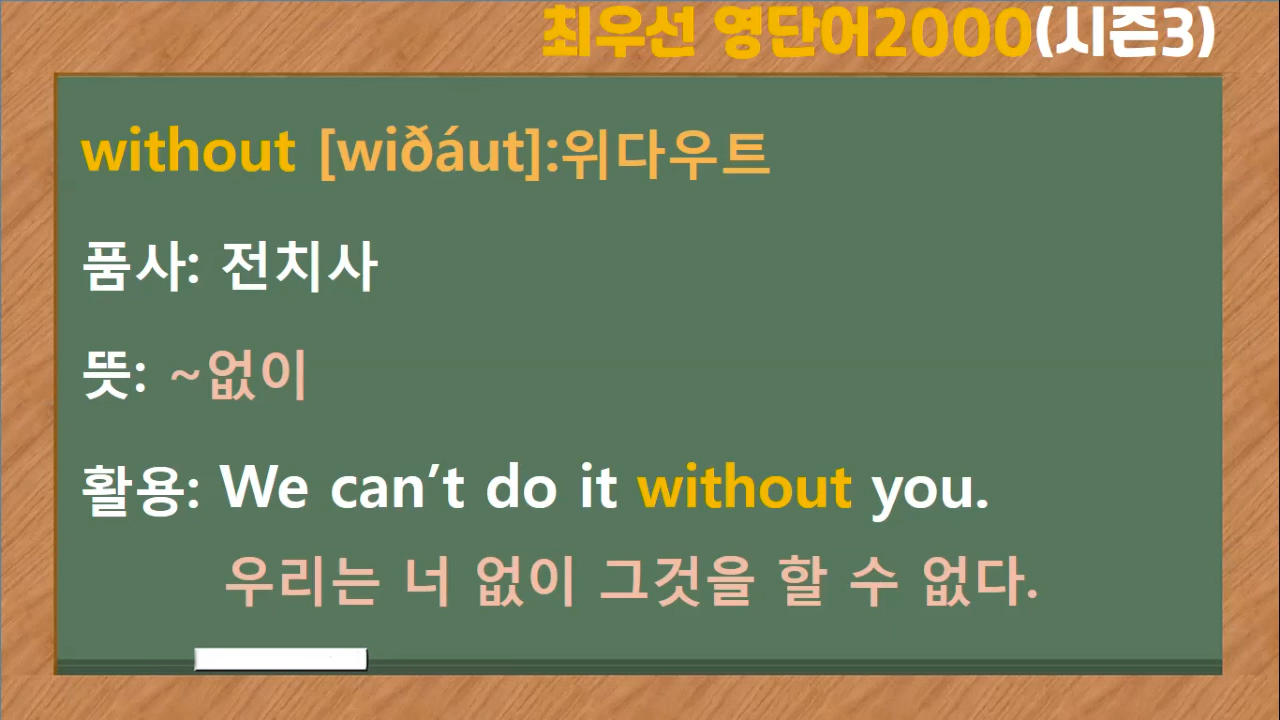 최우선 영단어2000(시즌3)
without [wiðáut]:위다우트
품사: 전치사
뜻: ~없이
활용: We can’t do it without you.
우리는 너 없이 그것을 할 수 없다.